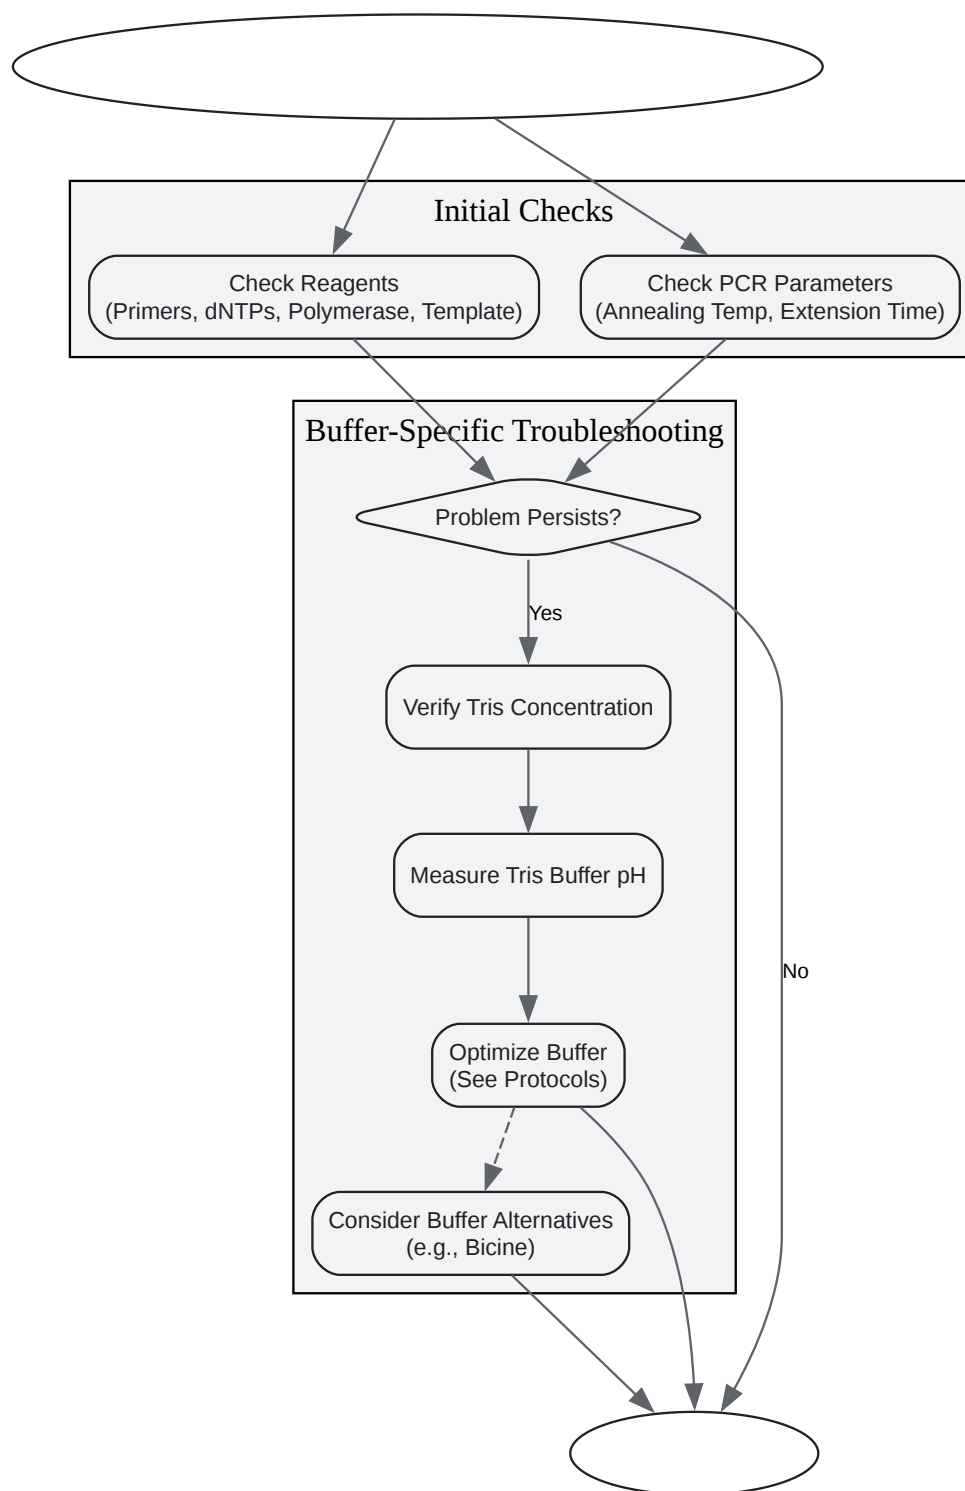 Initial Checks
Check Reagents
(Primers, dNTPs, Polymerase, Template)
Check PCR Parameters
(Annealing Temp, Extension Time)
Buffer-Specific Troubleshooting
Problem Persists?
Yes
Verify Tris Concentration
Measure Tris Buffer pH
No
Optimize Buffer
(See Protocols)
Consider Buffer Alternatives
(e.g., Bicine)